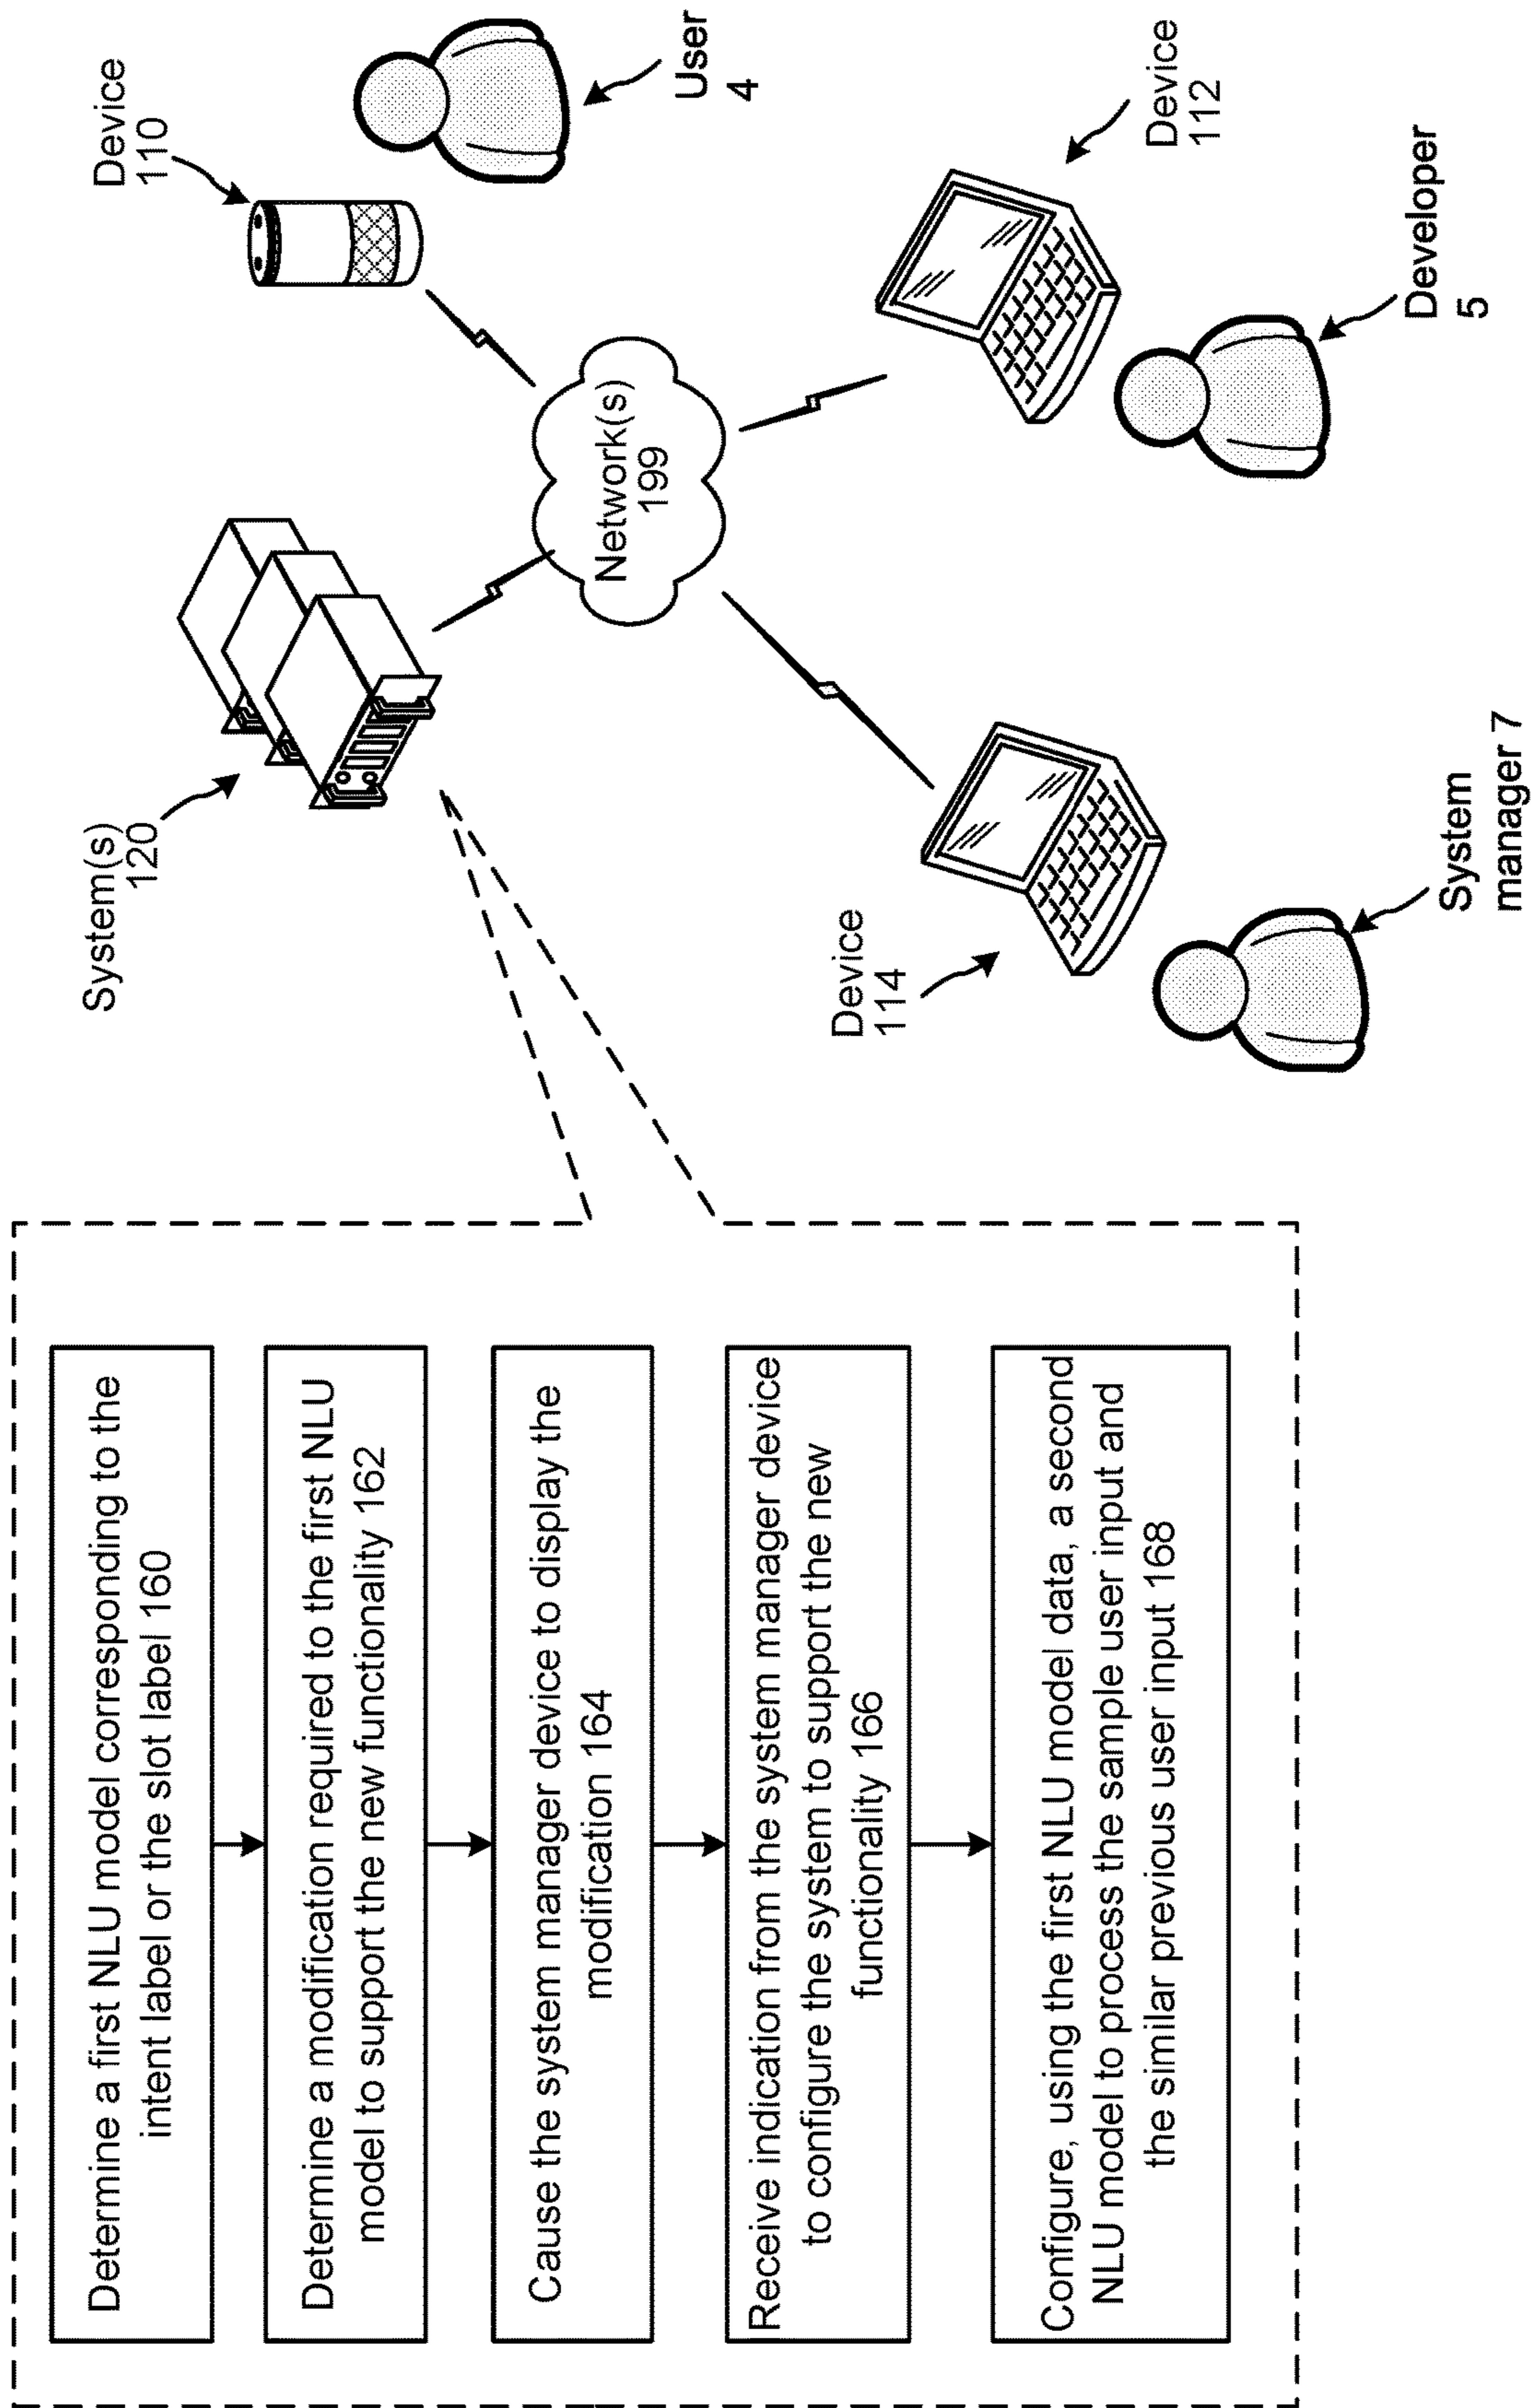 Determine a first NLU model corresponding to the
intent label or the slot label 160
Determine a modification required to the first NLU
model to support the new functionality 162
Cause the system manager device to display the
modification 164
Receive indication from the system manager device
to configure the system to support the new
functionality 166
Configure, using the first NLU model data, a second
NLU model to process the sample user input and
the similar previous user input 168
System(s)
120
Device
110
User
4
Network(s)
199
Device
114
System
manager 7
Device
112
Developer
5